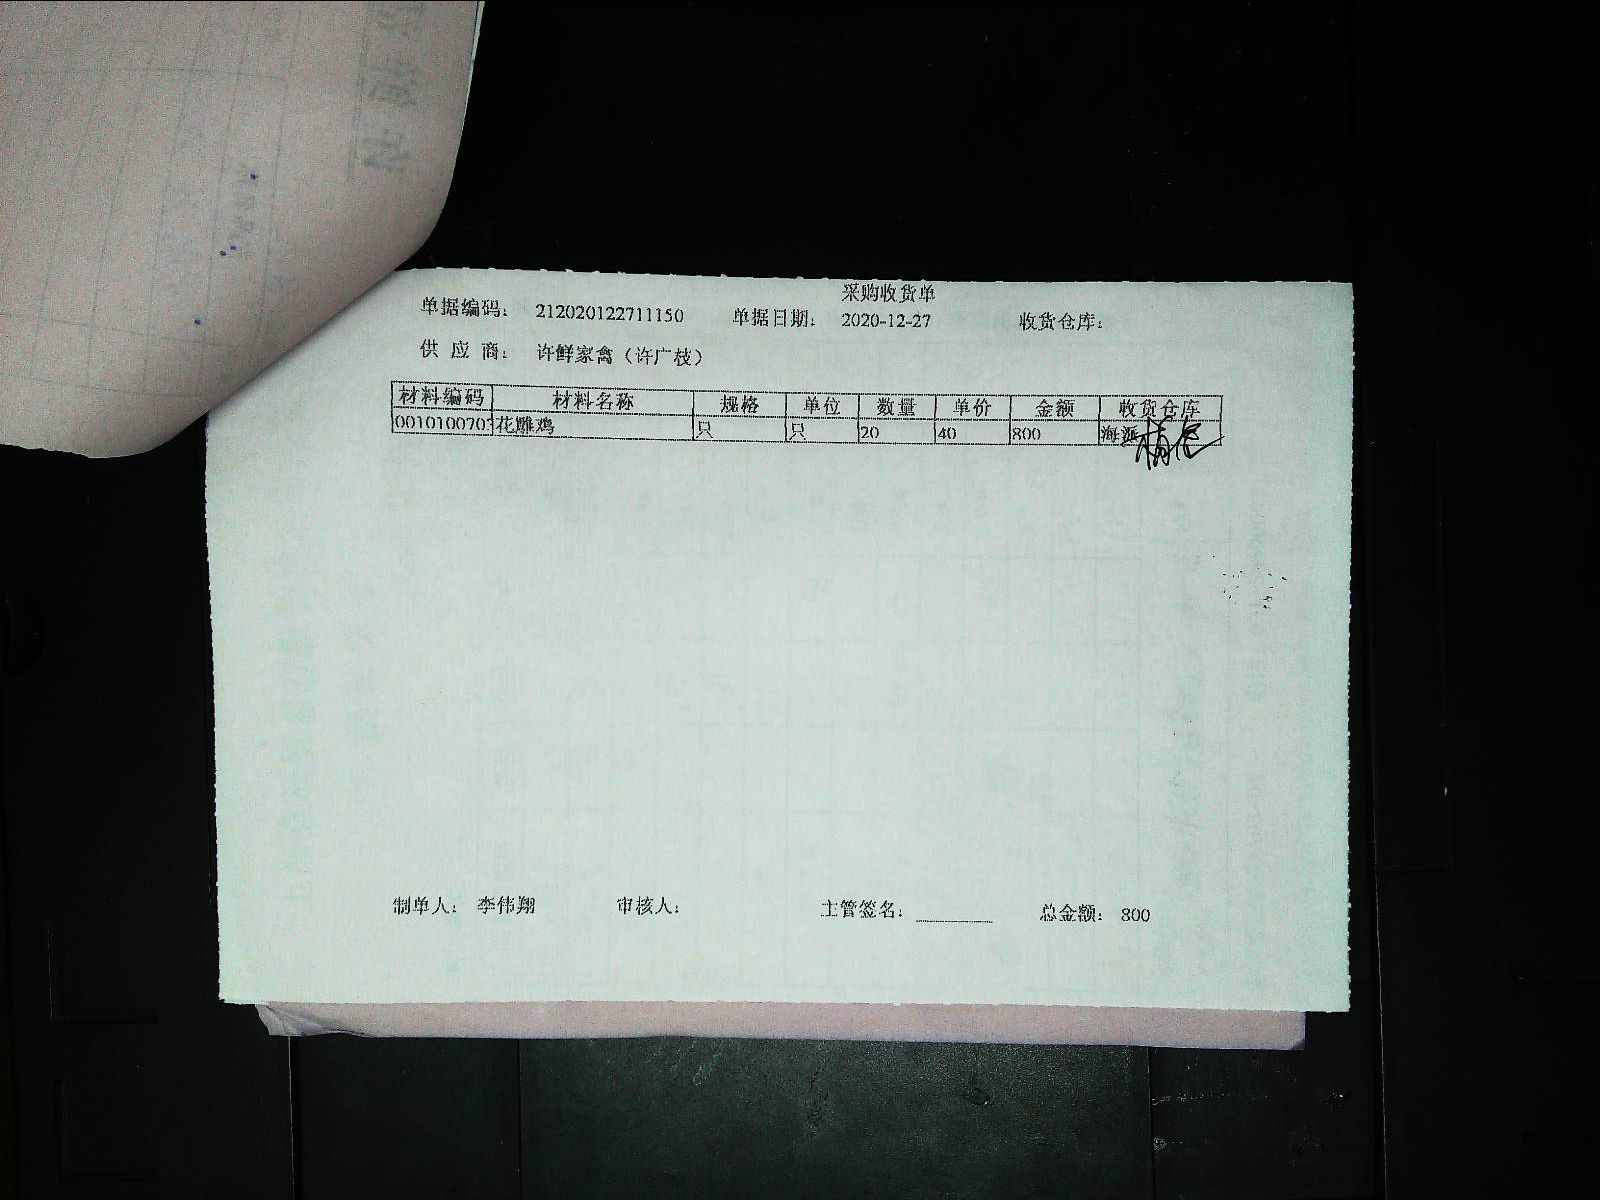 采购收货单
单据编码： 212020122711150 单据日期： 2020-12-27 收货仓库：
供 应 商： 许鲜家禽（许广枝）
材料编码 材料名称 规格 单位 数量 单价 金额 收货仓库
0010100703 花雕鸡 只 只 20 40 800 海派
制单人： 李伟翔 审核人： 主管签名： 总金额： 800